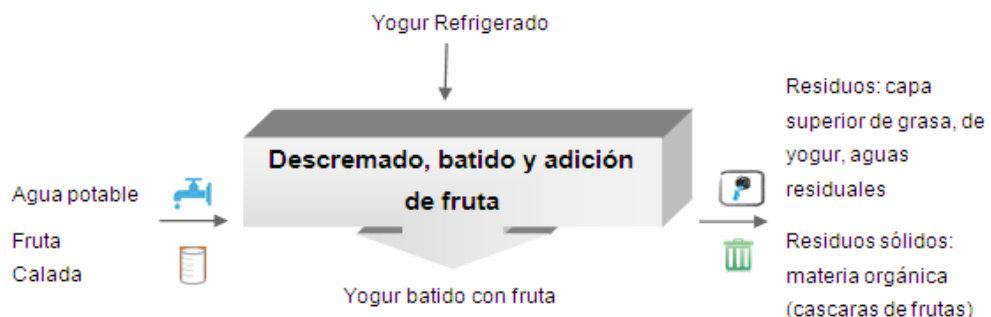 Yogur Refrigerado
Descremado, batido y adición
de fruta
Agua potable
Fruta
Calada
Residuos: capa
superior de grasa, de
yogur, aguas
residuales
Residuos sólidos:
materia orgánica
(cascaras de frutas)
Yogur batido con fruta